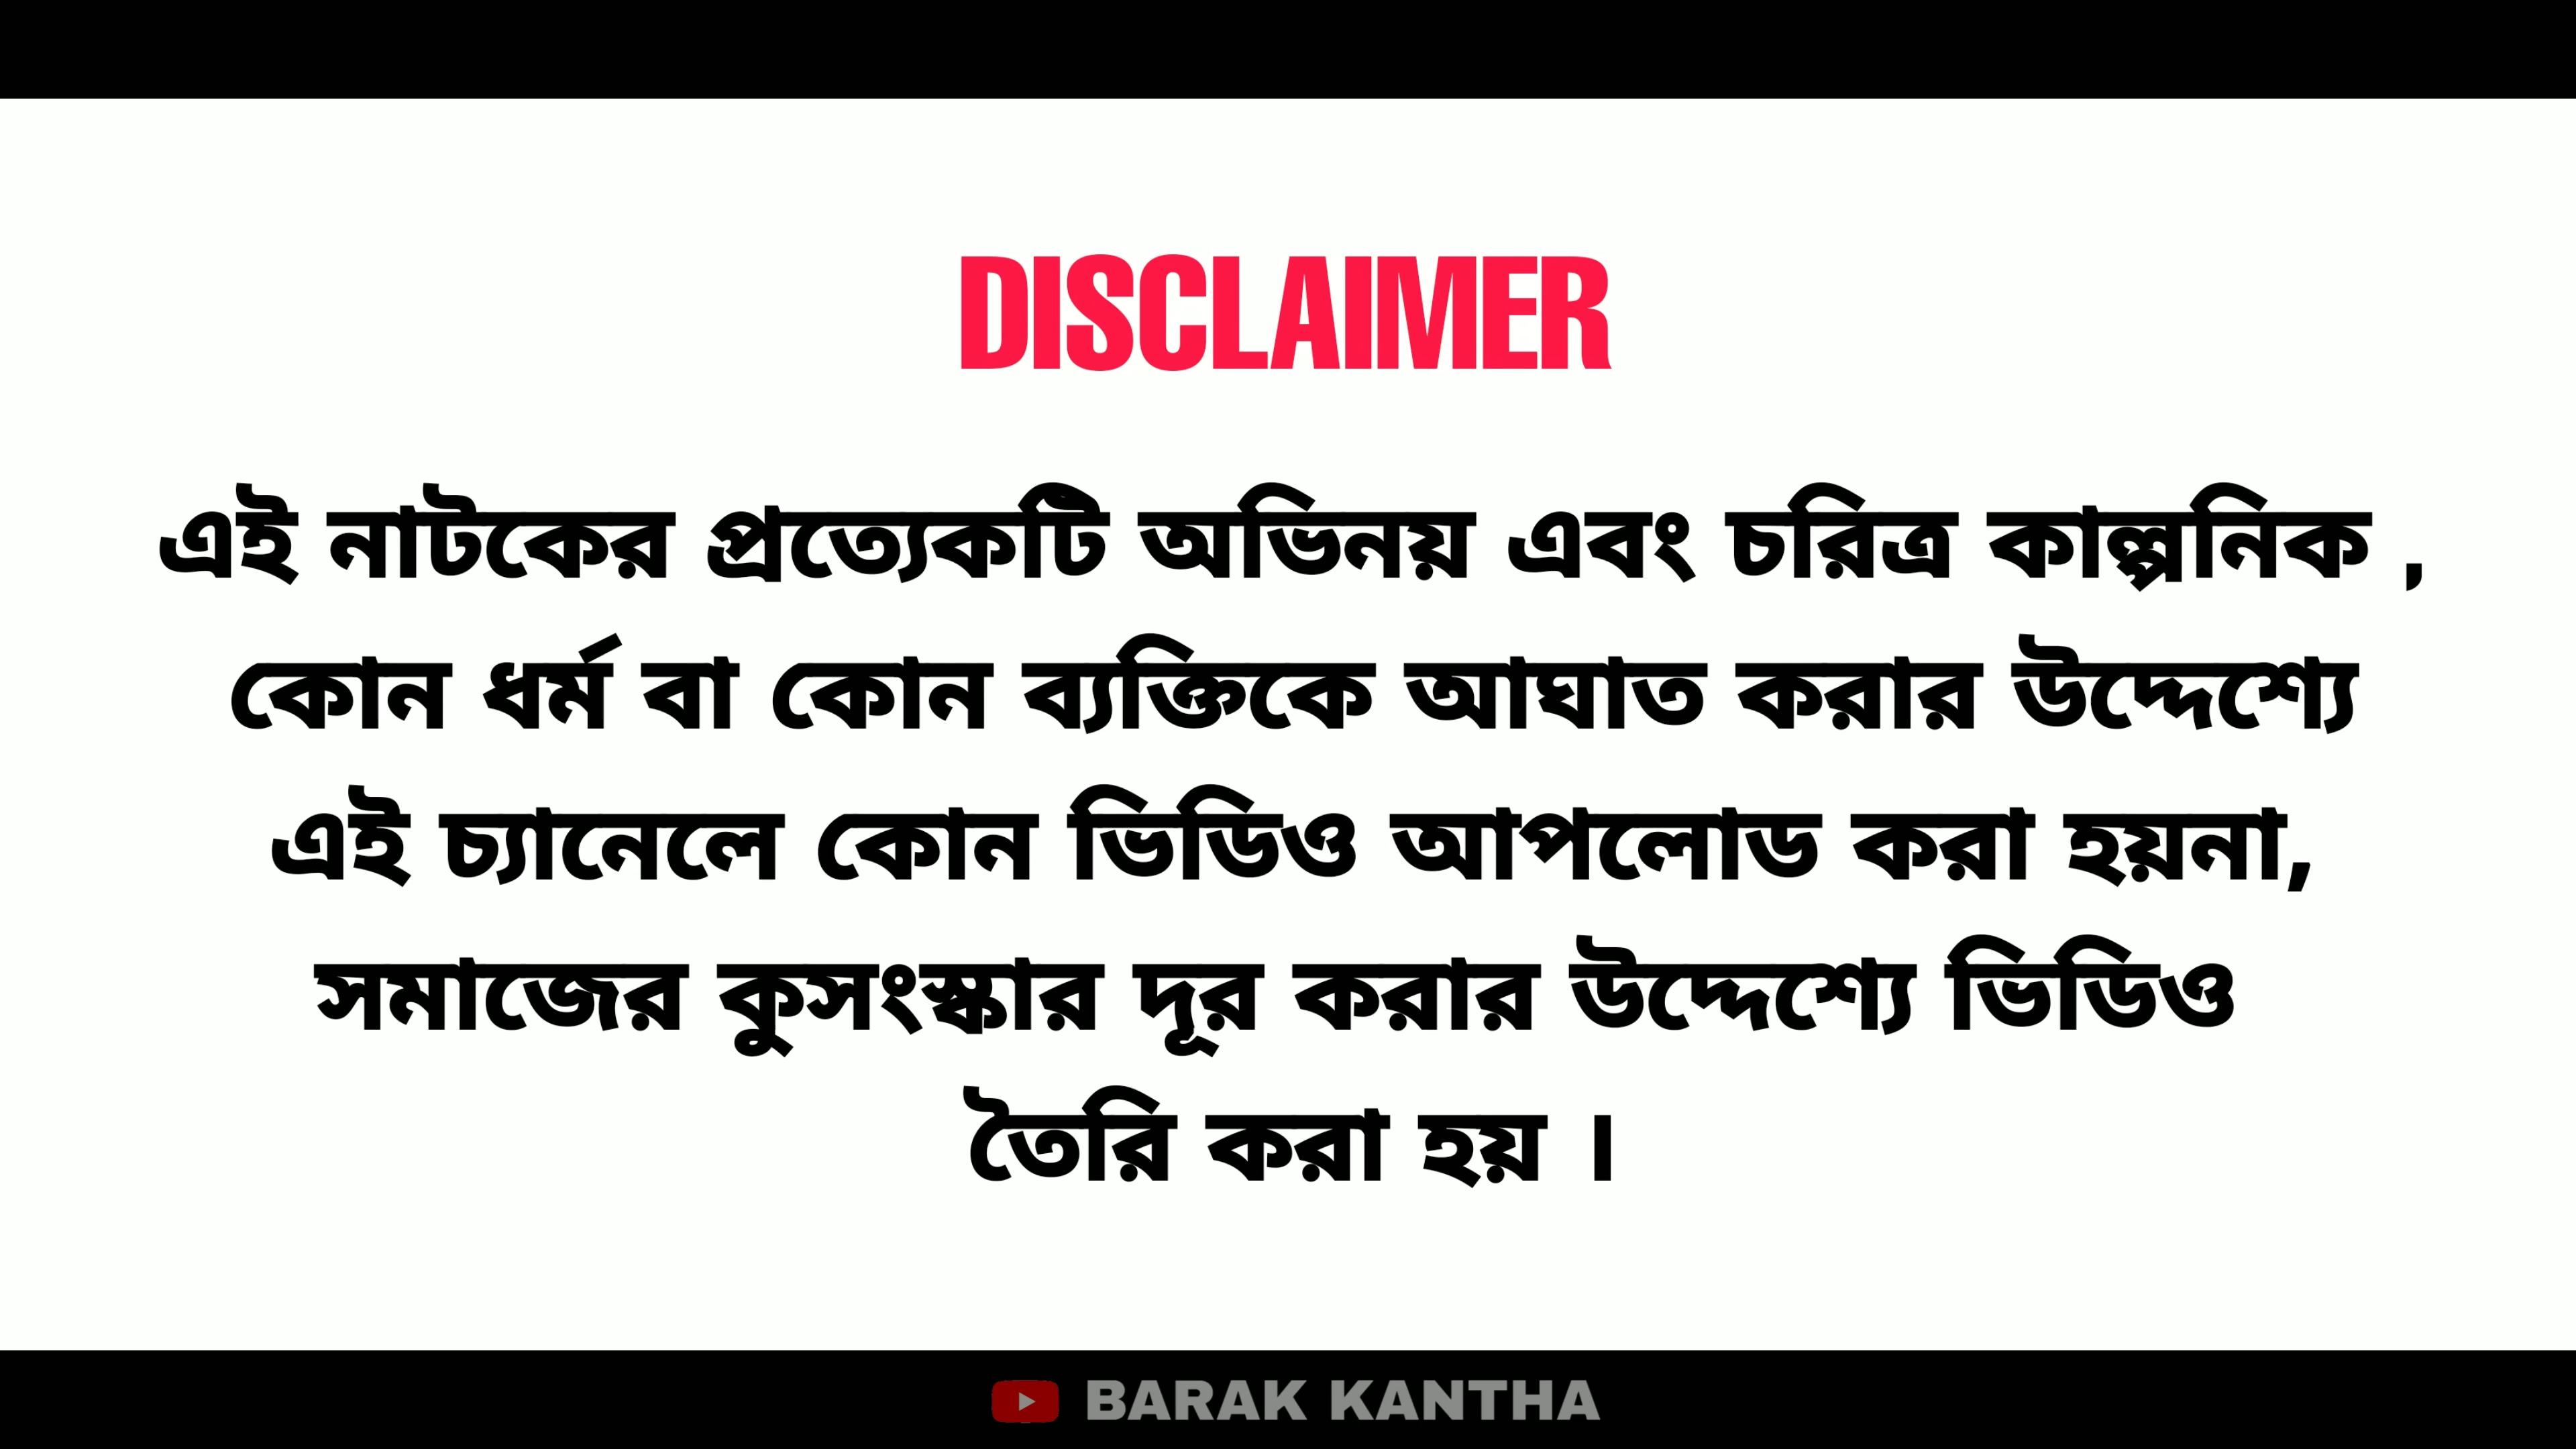 DISCLAIMER
এই নাটকের প্রত্যেকটি অভিনয় এবং চরিত্র কাল্পনিক ,
কোন ধর্ম বা কোন ব্যক্তিকে আঘাত করার উদ্দেশ্যে
এই চ্যানেলে কোন ভিডিও আপলোড করা হয়না,
সমাজের কুসংস্কার দূর করার উদ্দেশ্যে ভিডিও
তৈরি করা হয় ।
BARAK KANTHA